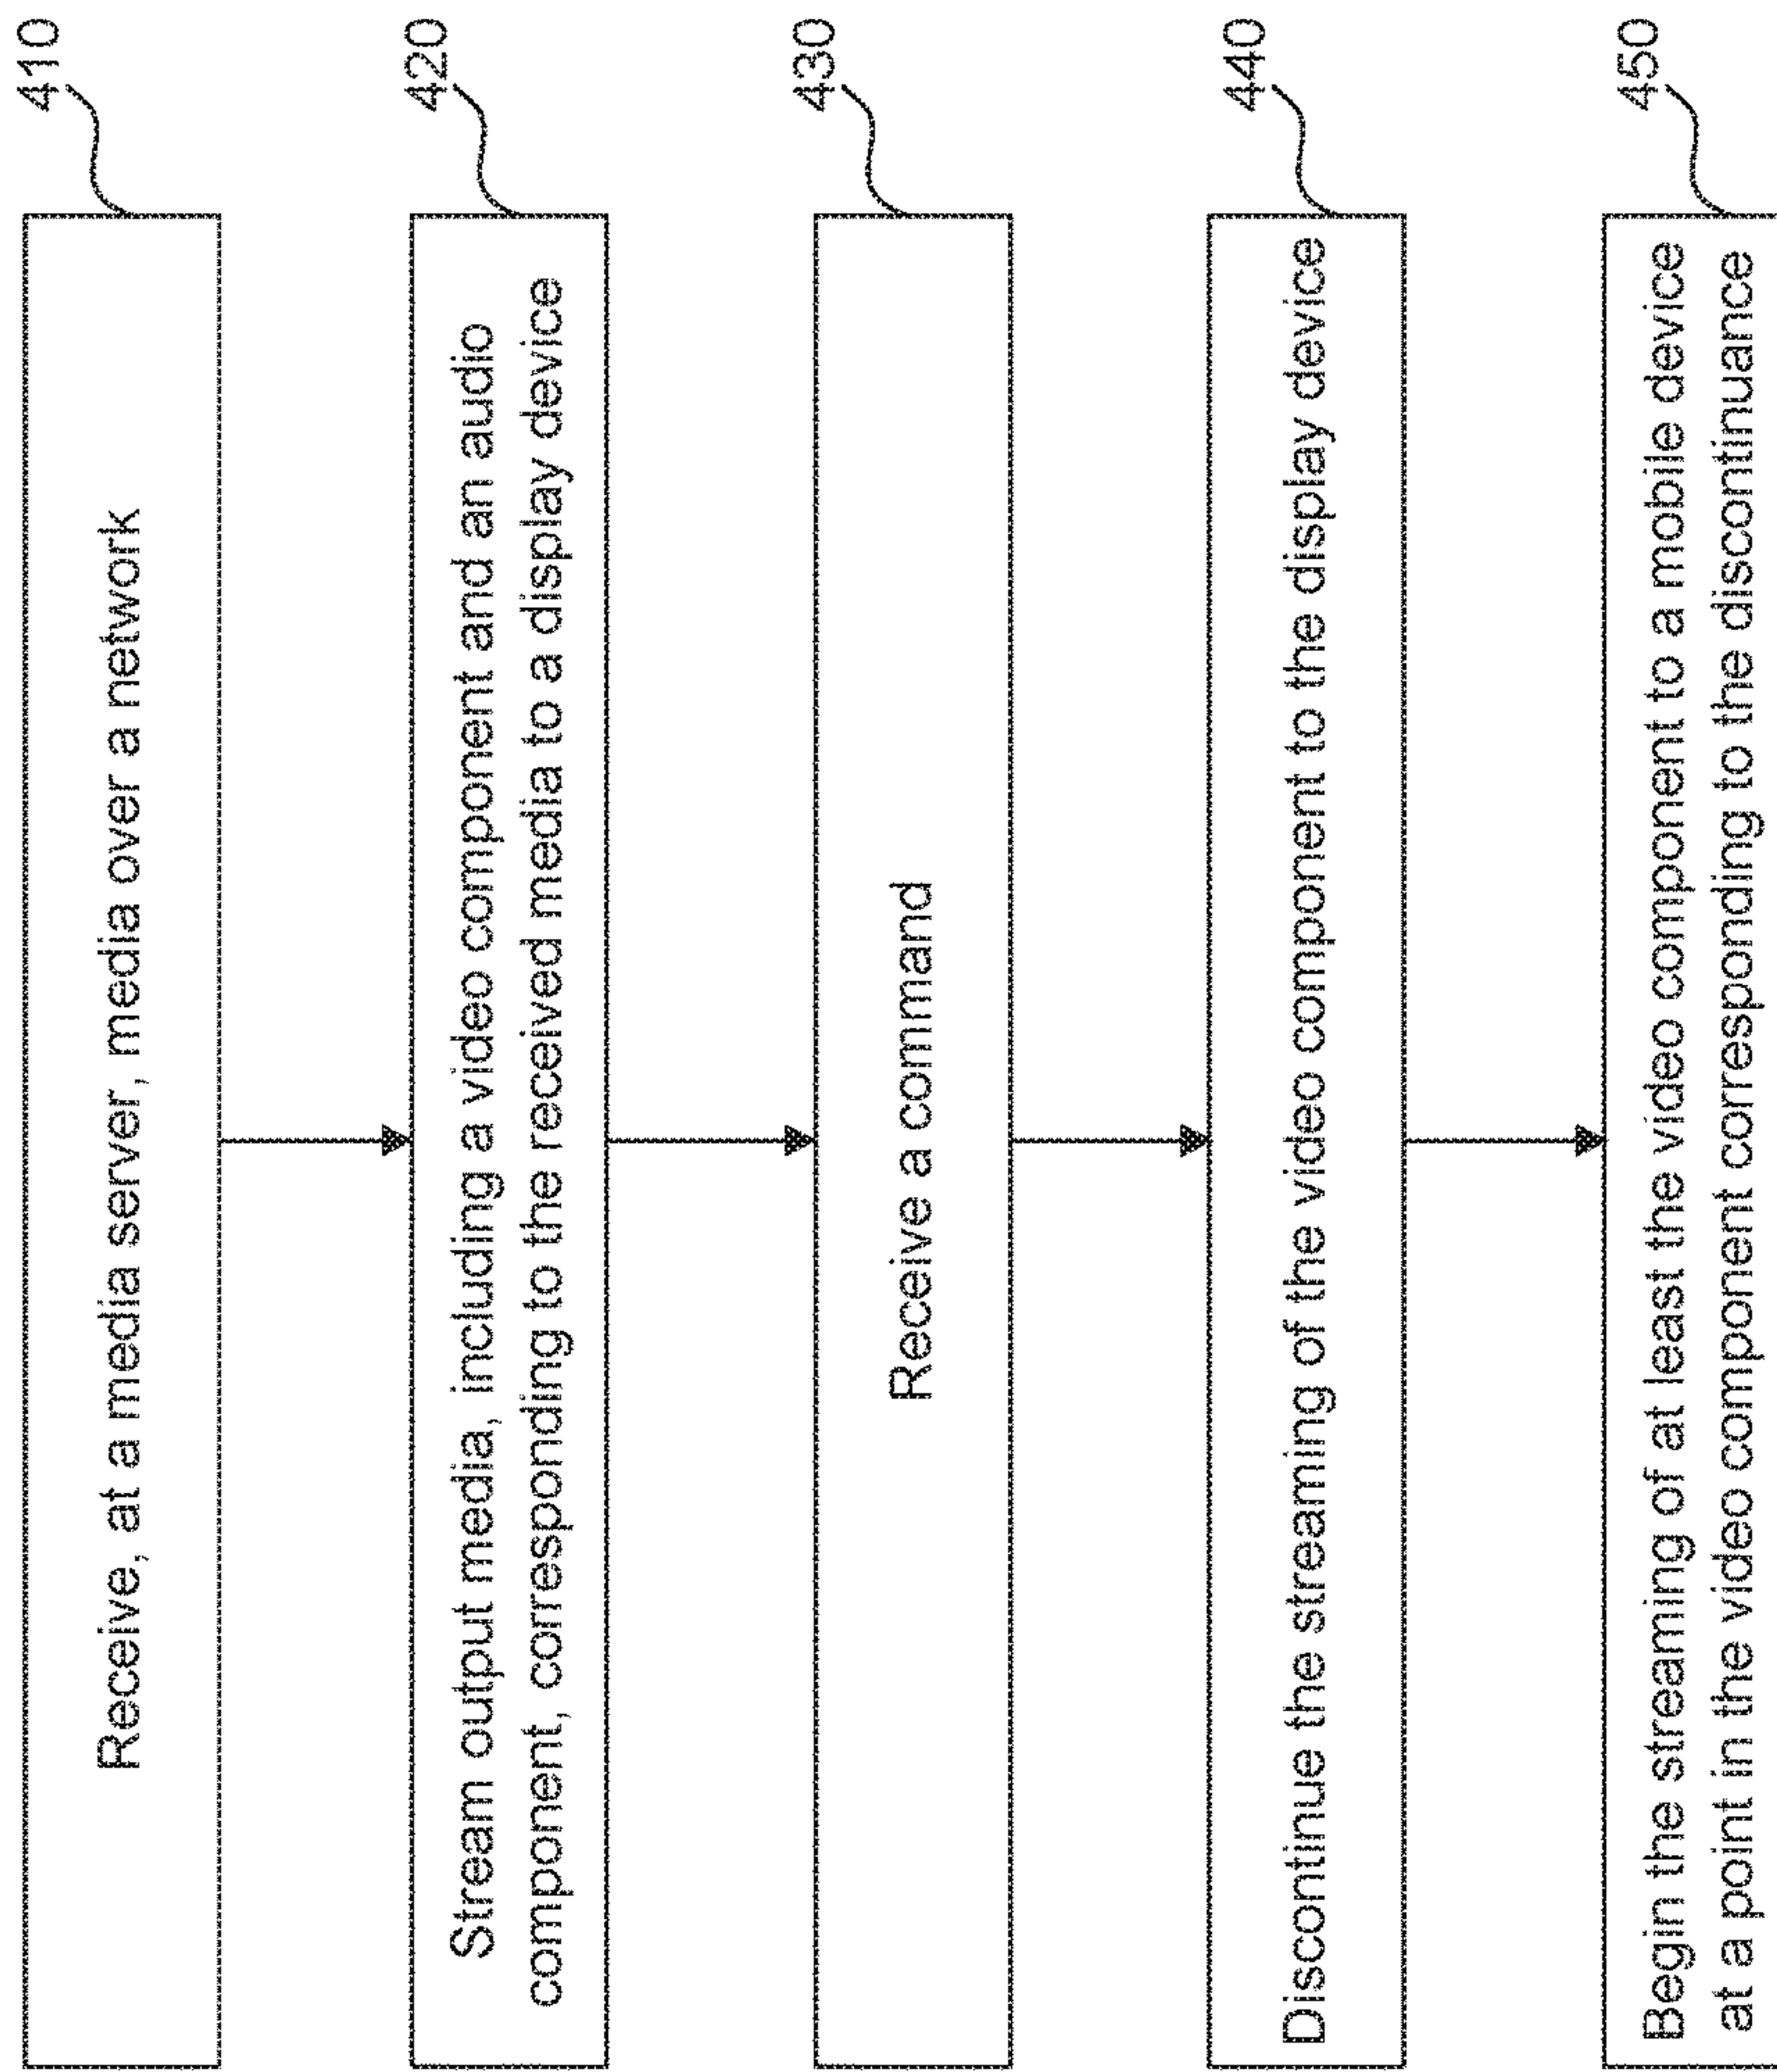 410
Receive, at a media server, media over a network
420
Stream output media, including a video component and an audio
component, corresponding to the received media to a display device
430
Receive a command
440
Discontinue the streaming of the video component to the display device
450
Begin the streaming of at least the video component to a mobile device
at a point in the video component corresponding to the discontinuance